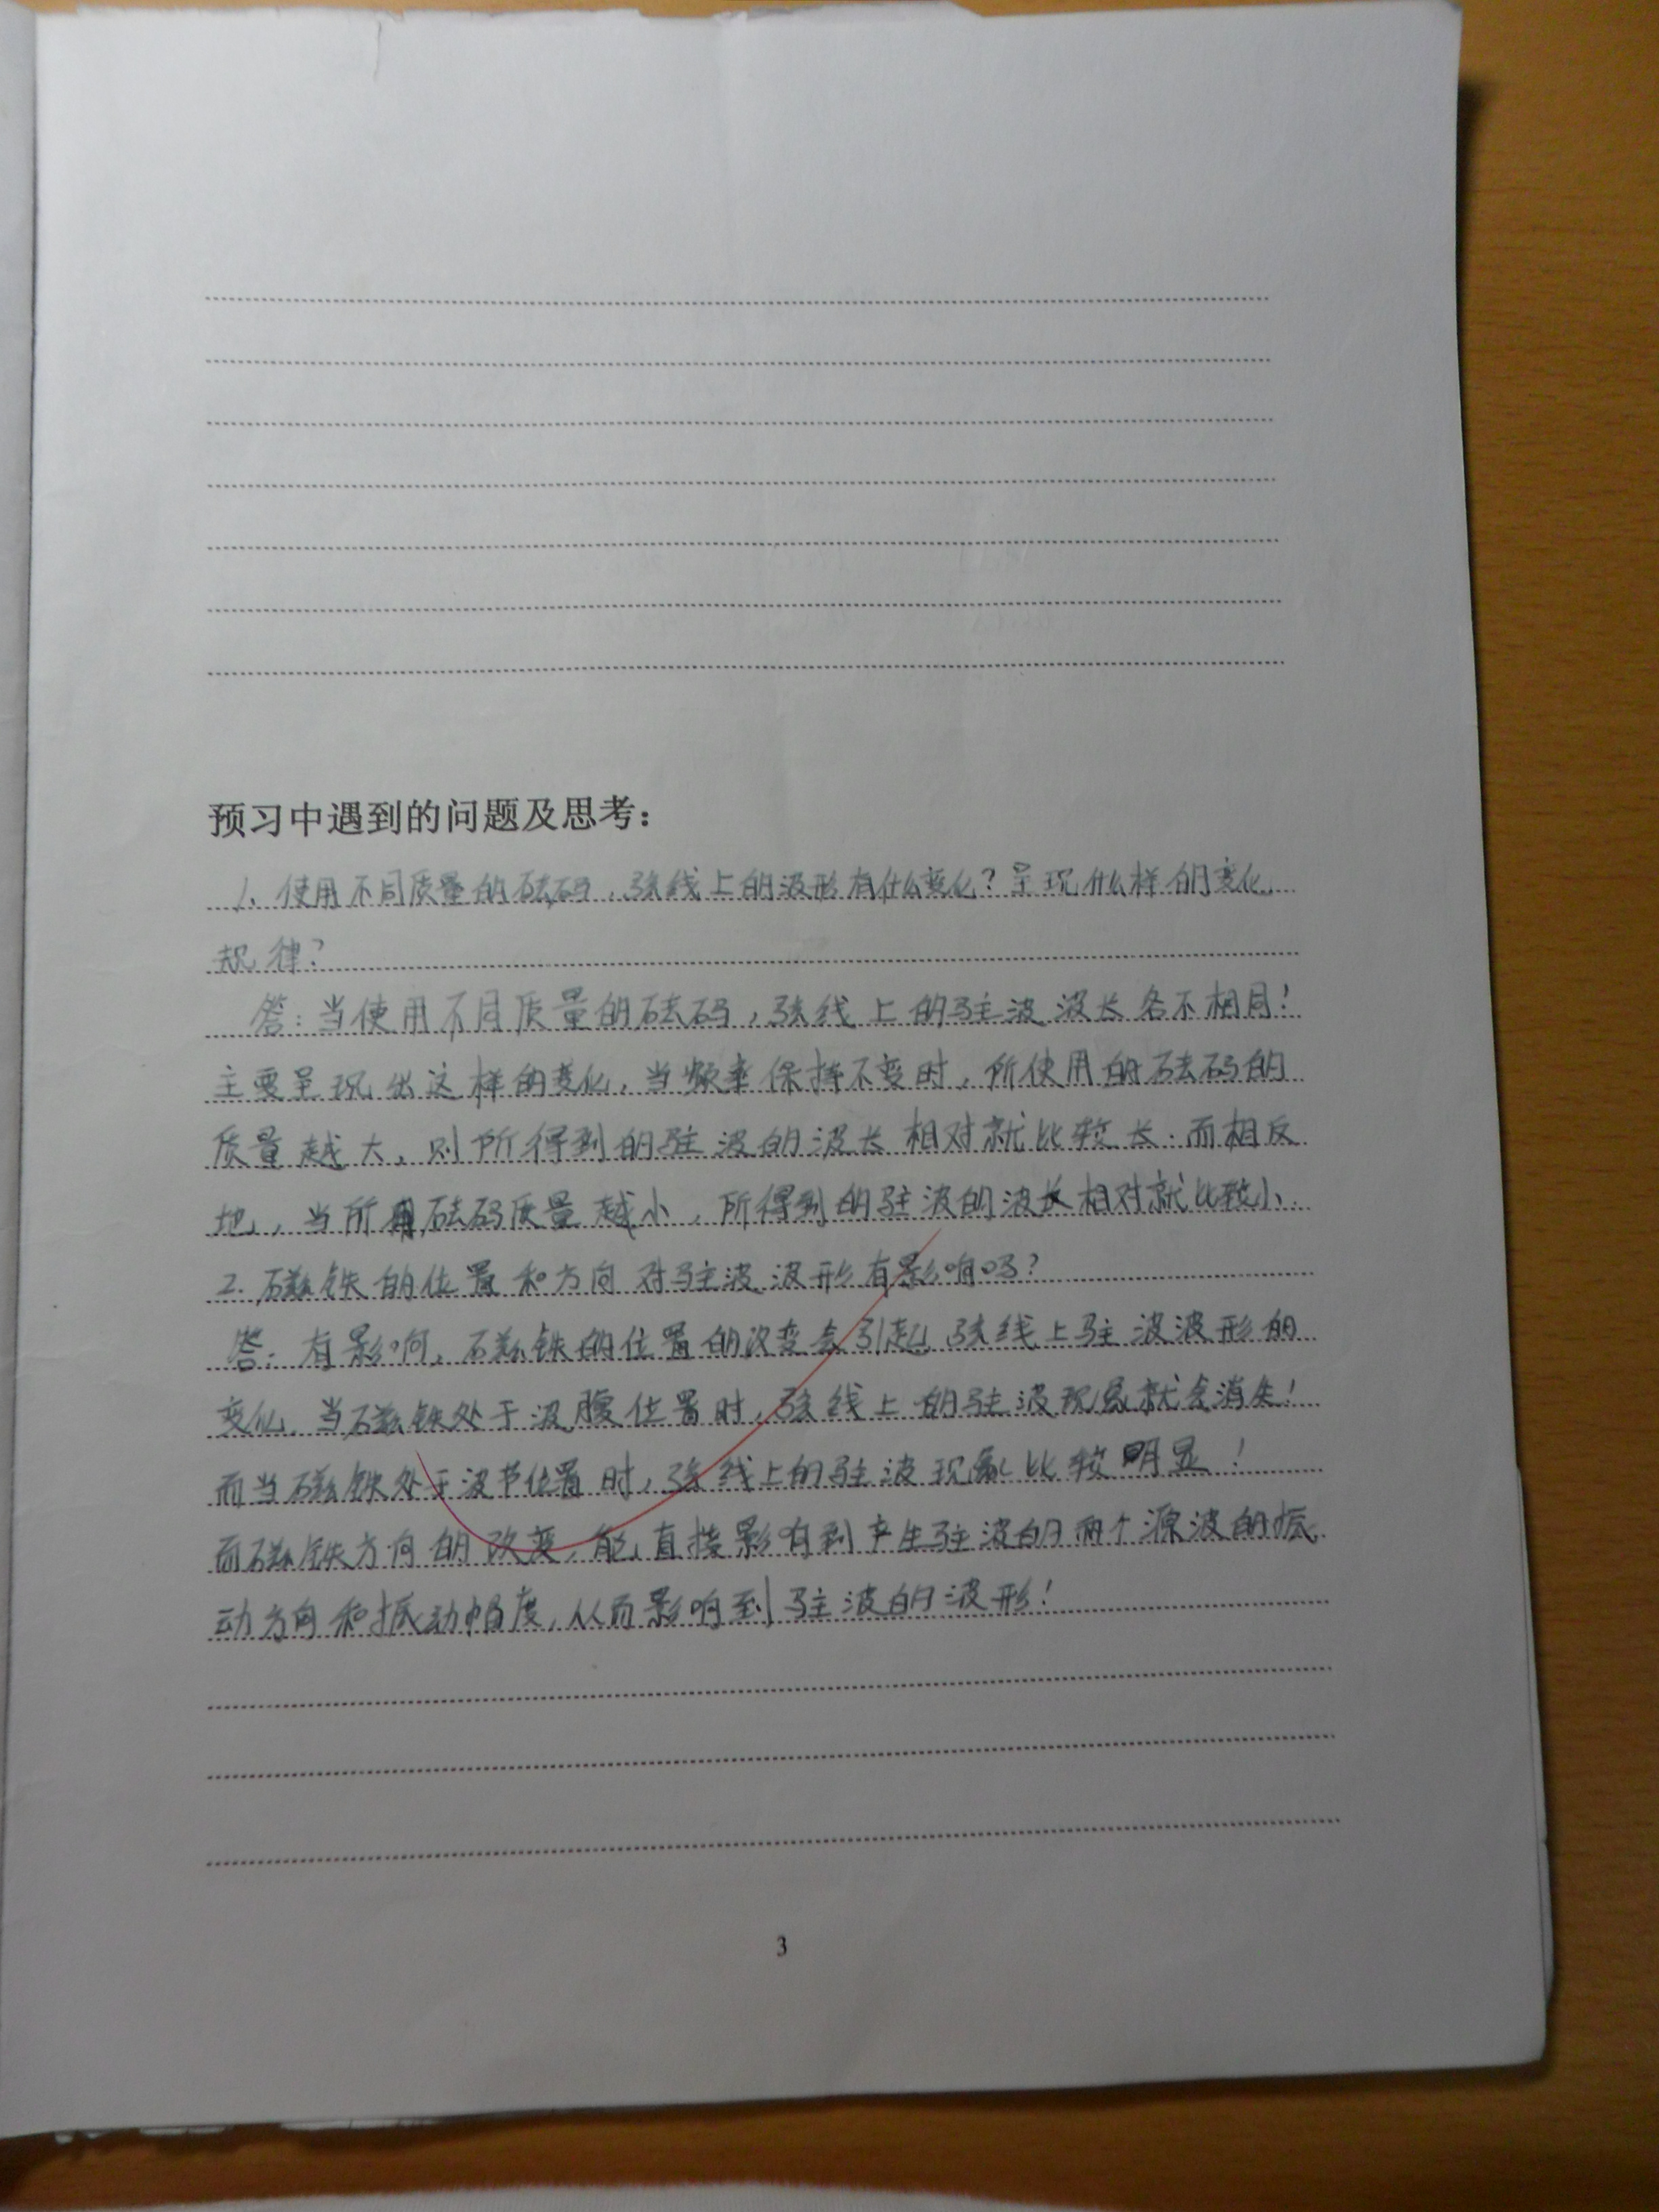 预习中遇到的问题及思考：
1、使用不同质量的砝码，弦线上的波形有什么变化？呈现什么样的变化
规律？
答：当使用不同质量的砝码，弦线上的驻波波长各不相同！
主要呈现出这样的变化，当频率保持不变时，所使用的砝码的
质量越大，则所得到的驻波的波长相对就比较长．而相反
地，当所用砝码质量越小，所得到的驻波的波长相对就比较小．
2. 磁铁的位置和方向对驻波波形有影响吗？
答：有影响，磁铁的位置的改变会引起弦线上驻波波形的
变化，当磁铁处于波腹位置时，弦线上的驻波现象就会消失！
而当磁铁处于波节位置时，弦线上的驻波现象比较明显！
而磁铁方向的改变，能直接影响到产生驻波的两个源波的振
动方向和振动幅度，从而影响到驻波的波形！
3